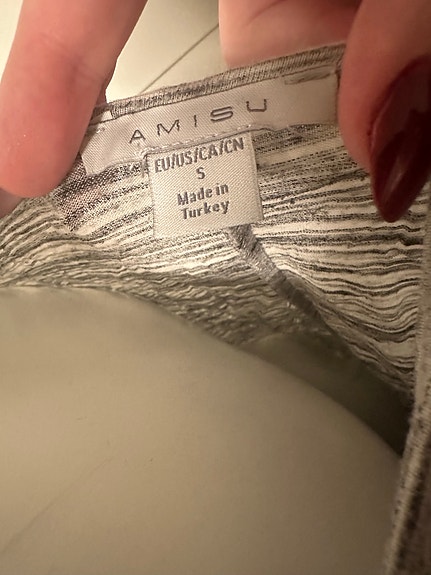 AMISU
EU/US/CA/CN
S
Made in
Turkey